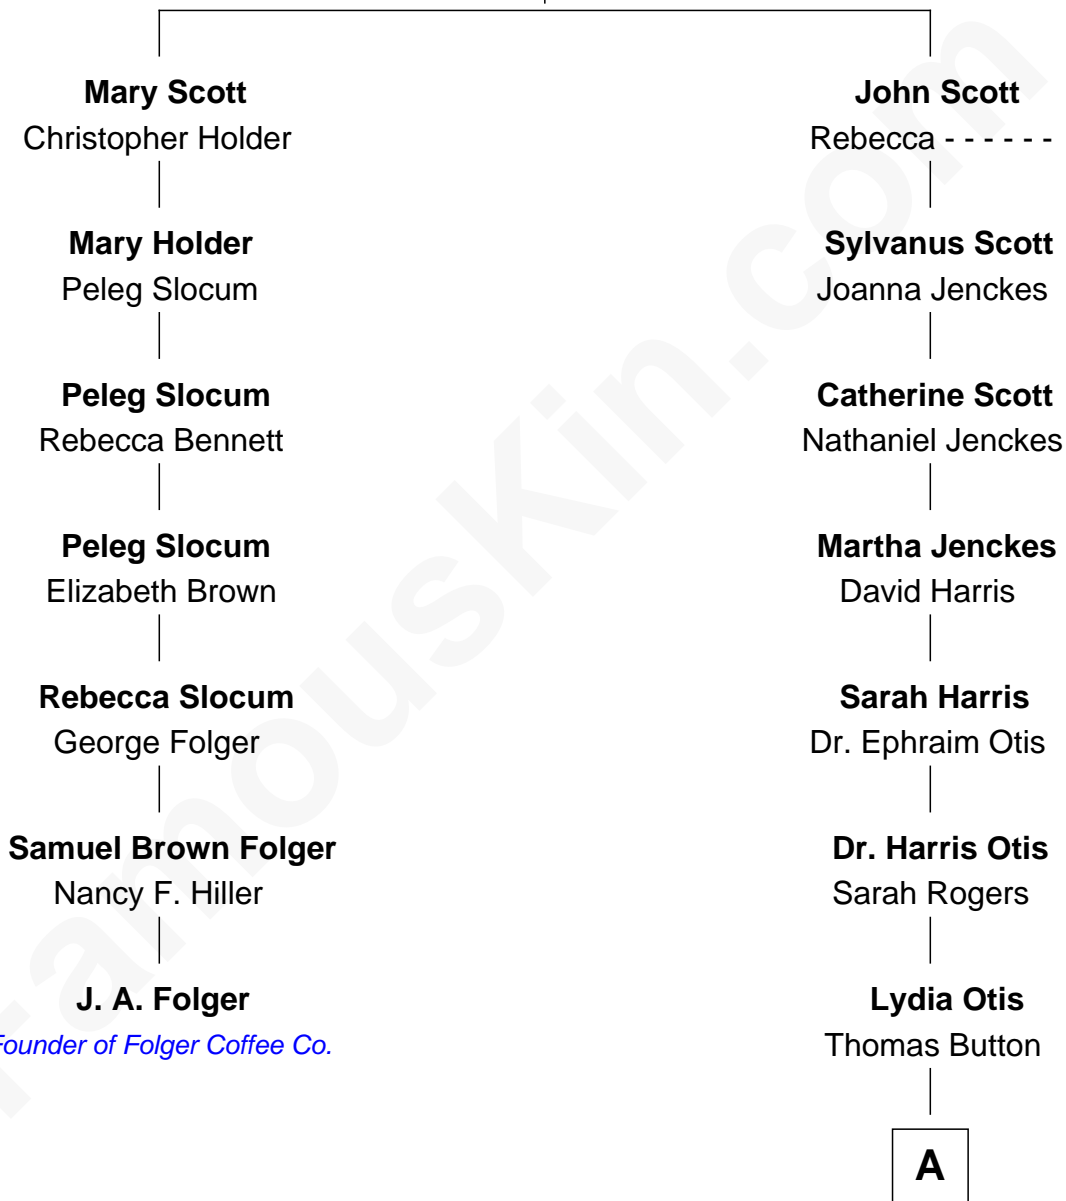 Mary Scott
Christopher Holder
Mary Holder
Peleg Slocum
Peleg Slocum
Rebecca Bennett
Peleg Slocum
Elizabeth Brown
Rebecca Slocum
George Folger
Samuel Brown Folger
Nancy F. Hiller
J. A. Folger
Founder of Folger Coffee Co.
John Scott
Rebecca - - - - - -
Sylvanus Scott
Joanna Jenckes
Catherine Scott
Nathaniel Jenckes
Martha Jenckes
David Harris
Sarah Harris
Dr. Ephraim Otis
Dr. Harris Otis
Sarah Rogers
Lydia Otis
Thomas Button
A
FamousKin.com